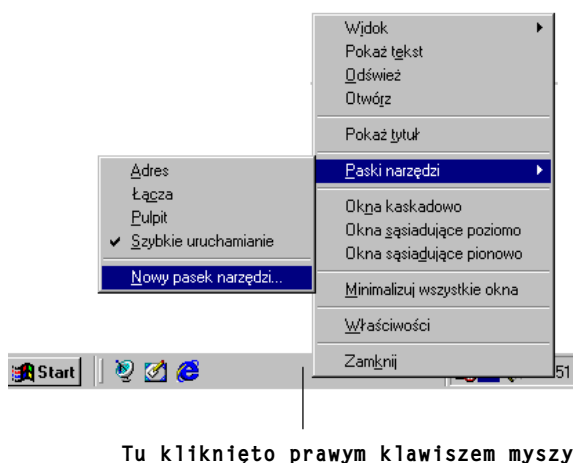 Widok
Pokaż tekst
Odśwież
Otwórz
Pokaż tytuł
Paski narzędzi
Okna kaskadowo
Okna sąsiadujące poziomo
Okna sąsiadujące pionowo
Minimalizuj wszystkie okna
Właściwości
Zamknij
Adres
Łącza
Pulpit
Szybkie uruchamianie
Nowy pasek narzędzi...
Start
51
Tu kliknięto prawym klawiszem myszy